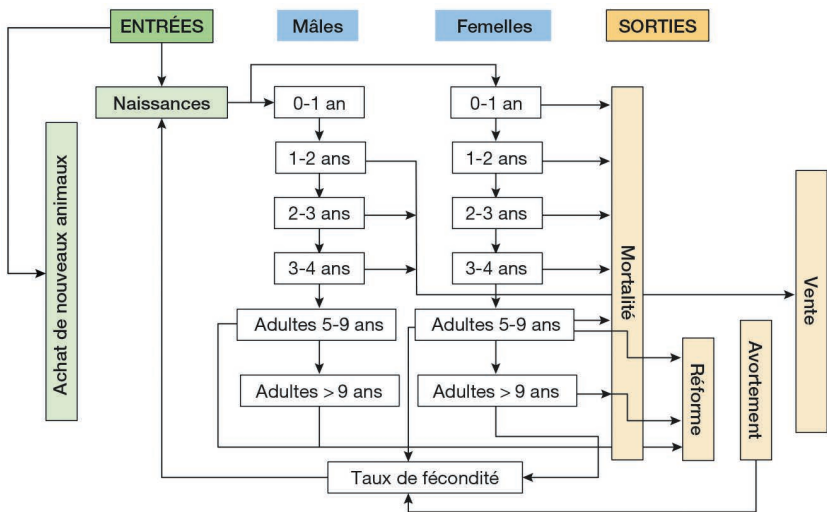 ENTRÉES
Mâles
Femelles
SORTIES
Naissances
0-1 an
0-1 an
1-2 ans
1-2 ans
2-3 ans
2-3 ans
3-4 ans
3-4 ans
Adultes 5-9 ans
Adultes 5-9 ans
Adultes > 9 ans
Adultes > 9 ans
Taux de fécondité
Achat de nouveaux animaux
Mortalité
Réforme
Avortement
Vente